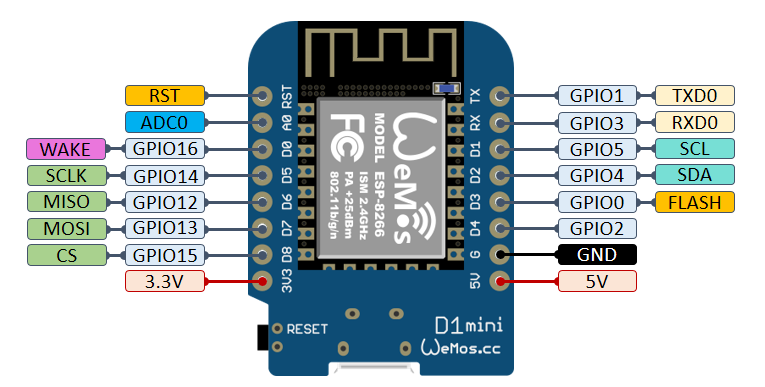 RST RST TX GPIO1 TXD0
ADC0 A0 RX GPIO3 RXD0
WAKE GPIO16 D0 D1 GPIO5 SCL
SCLK GPIO14 D5 D2 GPIO4 SDA
MISO GPIO12 D6 D3 GPIO0 FLASH
MOSI GPIO13 D7 D4 GPIO2
CS GPIO15 D8 G GND
3.3V 3V3 5V 5V
WeMos
MODEL ESP-8266
ISM 2.4GHz
PA +25dBm
802.11b/g/n
FC
RESET
D1 mini
WeMos.cc